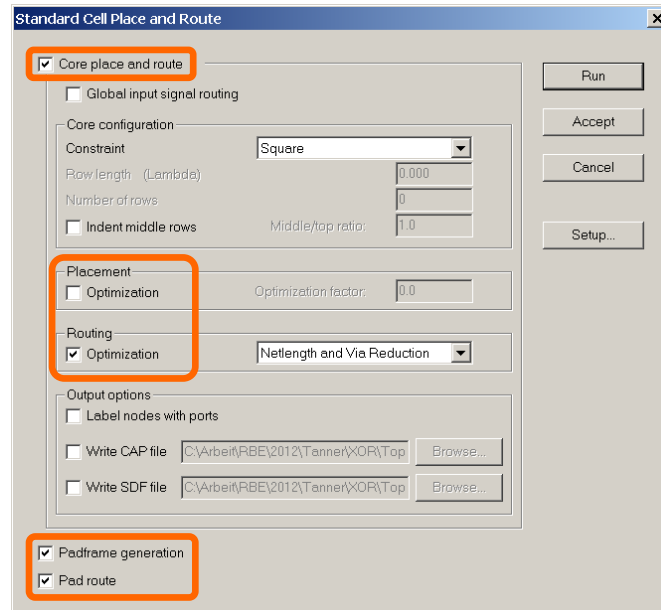 Standard Cell Place and Route
Core place and route
Run
Global input signal routing
Core configuration
Accept
Constraint
Square
Row length (Lambda)
0.000
Cancel
Number of rows
0
Indent middle rows
Middle/top ratio:
1.0
Setup...
Placement
Optimization
Optimization factor:
0.0
Routing
Optimization
Netlength and Via Reduction
Output options
Label nodes with ports
Write CAP file
C:\Arbeit\RBE\2012\Tanner\XOR\Top
Browse...
Write SDF file
C:\Arbeit\RBE\2012\Tanner\XOR\Top
Browse...
Padframe generation
Pad route